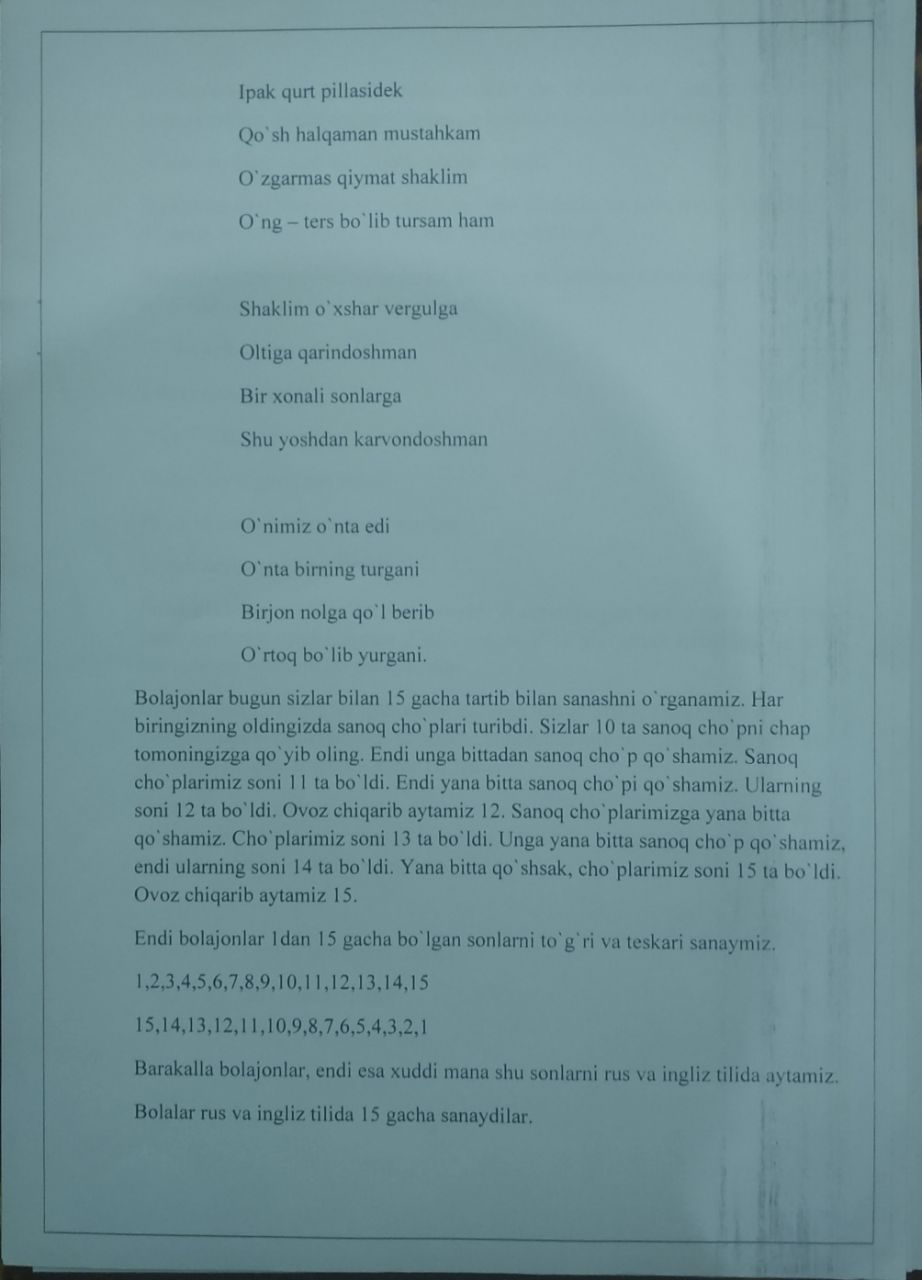 Ipak qurt pillasidek
Qo`sh halqaman mustahkam
O`zgarmas qiymat shaklim
O`ng – ters bo`lib tursam ham
Shaklim o`xshar vergulga
Oltiga qarindoshman
Bir xonali sonlarga
Shu yoshdan karvondoshman
O`nimiz o`nta edi
O`nta birning turgani
Birjon nolga qo`l berib
O`rtoq bo`lib yurgani.
Bolajonlar bugun sizlar bilan 15 gacha tartib bilan sanashni o`rganamiz. Har
biringizning oldingizda sanoq cho`plari turibdi. Sizlar 10 ta sanoq cho`pni chap
tomoningizga qo`yib oling. Endi unga bittadan sanoq cho`p qo`shamiz. Sanoq
cho`plarimiz soni 11 ta bo`ldi. Endi yana bitta sanoq cho`pi qo`shamiz. Ularning
soni 12 ta bo`ldi. Ovoz chiqarib aytamiz 12. Sanoq cho`plarimizga yana bitta
qo`shamiz. Cho`plarimiz soni 13 ta bo`ldi. Unga yana bitta sanoq cho`p qo`shamiz,
endi ularning soni 14 ta bo`ldi. Yana bitta qo`shsak, cho`plarimiz soni 15 ta bo`ldi.
Ovoz chiqarib aytamiz 15.
Endi bolajonlar 1dan 15 gacha bo`lgan sonlarni to`g`ri va teskari sanaymiz.
1,2,3,4,5,6,7,8,9,10,11,12,13,14,15
15,14,13,12,11,10,9,8,7,6,5,4,3,2,1
Barakalla bolajonlar, endi esa xuddi mana shu sonlarni rus va ingliz tilida aytamiz.
Bolalar rus va ingliz tilida 15 gacha sanaydilar.